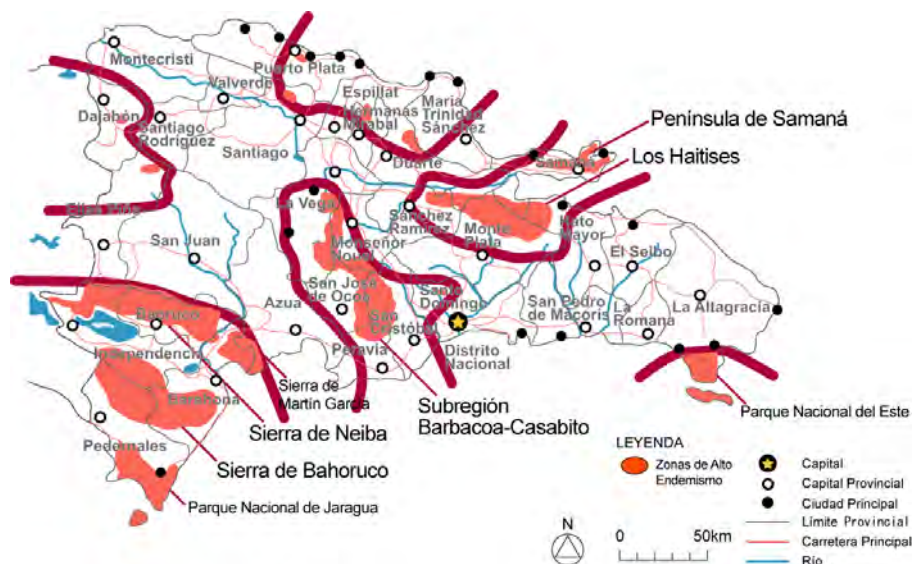 Montecristi
Puerto Plata
Valverde
Espillat
Hermanas
Mirabal
María
Trinidad
Sánchez
Dajabón
Santiago
Rodríguez
Santiago
Duarte
Samaná
Península de Samaná
Los Haitises
Elías Piña
La Vega
Sánchez
Ramírez
Hato
Mayor
San Juan
Monseñor
Nouel
Monte
Plata
El Seibo
San José
de Ocoa
Santo
Domingo
San Pedro
de Macorís
La
Romana
La Altagracia
Azua
San
Cristóbal
Baoruco
Independencia
Peravia
Distrito
Nacional
Sierra de
Martín García
Barahona
Subregión
Barbacoa-Casabito
Parque Nacional del Este
Sierra de Neiba
Pedernales
Sierra de Bahoruco
Parque Nacional de Jaragua
LEYENDA
Zonas de Alto
Endemismo
Capital
Capital Provincial
Ciudad Principal
Límite Provincial
Carretera Principal
Río
N
0
50km